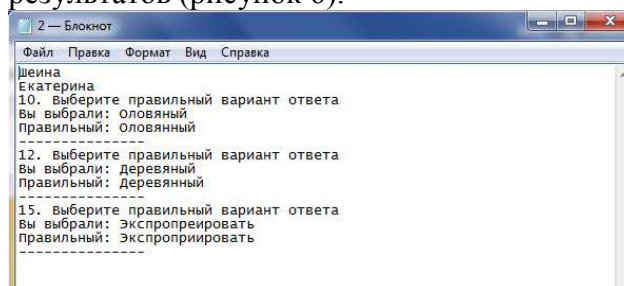 результатов (рисунок 6).
2 — Блокнот
Файл Правка Формат Вид Справка
Шеина
Екатерина
10. Выберите правильный вариант ответа
Вы выбрали: Оловяный
Правильный: Оловянный
---------------
12. Выберите правильный вариант ответа
Вы выбрали: Деревяный
Правильный: Деревянный
---------------
15. Выберите правильный вариант ответа
Вы выбрали: Экспропреировать
Правильный: Экспроприировать
---------------